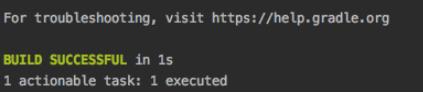 For troubleshooting, visit https://help.gradle.org
BUILD SUCCESSFUL in 1s
1 actionable task: 1 executed